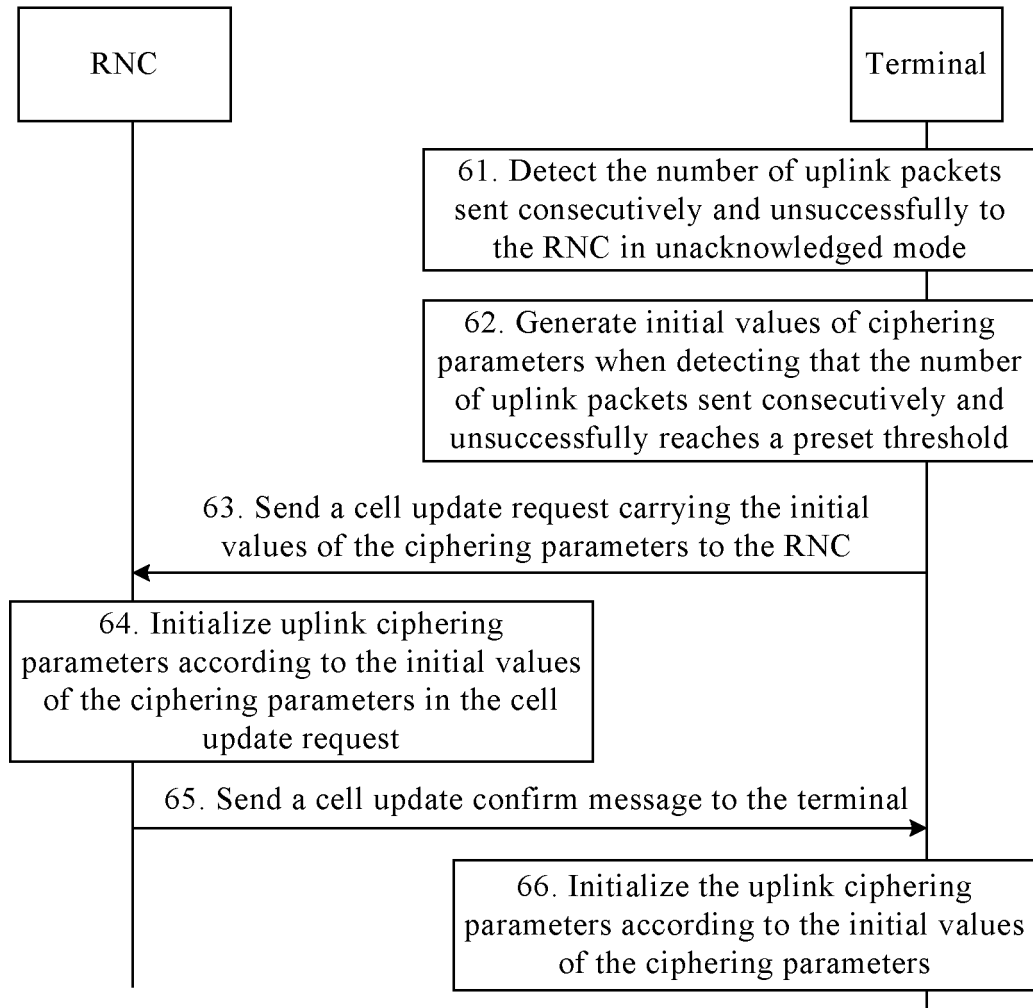 RNC
Terminal
61. Detect the number of uplink packets
sent consecutively and unsuccessfully to
the RNC in unacknowledged mode
62. Generate initial values of ciphering
parameters when detecting that the number
of uplink packets sent consecutively and
unsuccessfully reaches a preset threshold
63. Send a cell update request carrying the initial
values of the ciphering parameters to the RNC
64. Initialize uplink ciphering
parameters according to the initial values
of the ciphering parameters in the cell
update request
65. Send a cell update confirm message to the terminal
66. Initialize the uplink ciphering
parameters according to the initial values
of the ciphering parameters